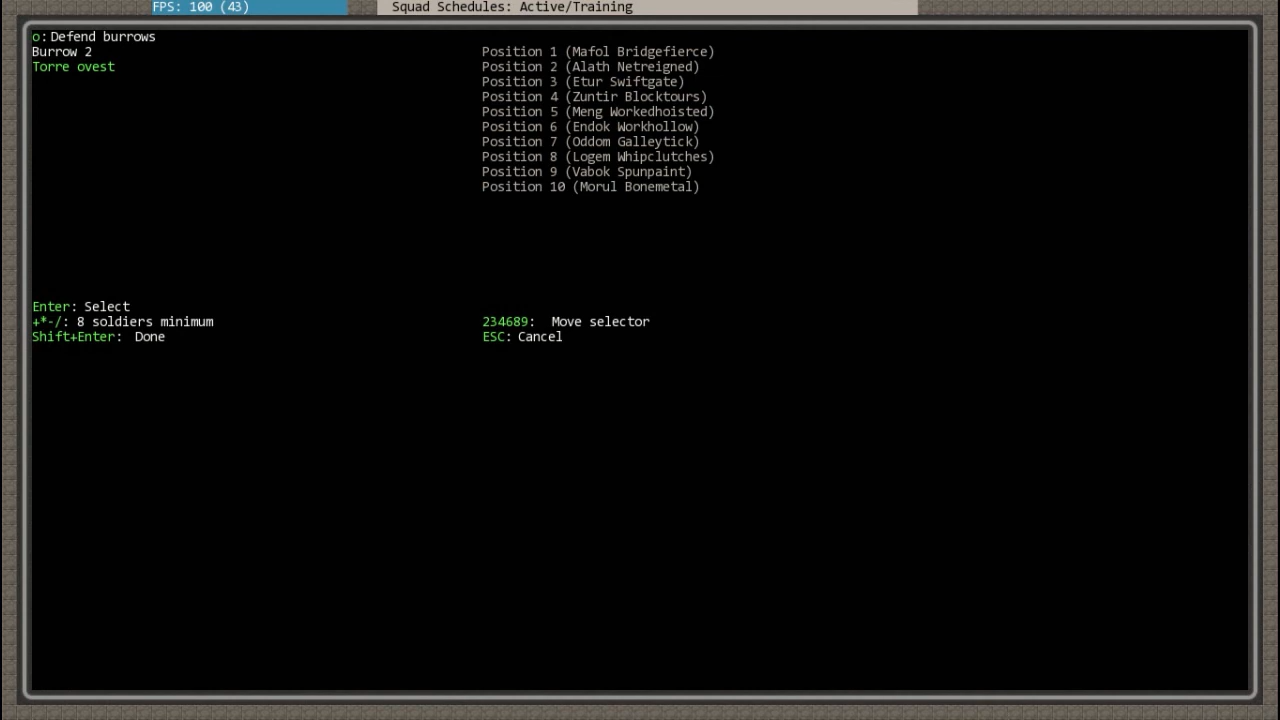 FPS: 100 (43) Squad Schedules: Active/Training
o: Defend burrows
Burrow 2 Position 1 (Mafol Bridgefierce)
Torre ovest Position 2 (Alath Netreigned)
Position 3 (Etur Swiftgate)
Position 4 (Zuntir Blocktours)
Position 5 (Meng Workedhoisted)
Position 6 (Endok Workhollow)
Position 7 (Oddom Galleytick)
Position 8 (Logem Whipclutches)
Position 9 (Vabok Spunpaint)
Position 10 (Morul Bonemetal)
Enter: Select
+*-/: 8 soldiers minimum 234689: Move selector
Shift+Enter: Done ESC: Cancel